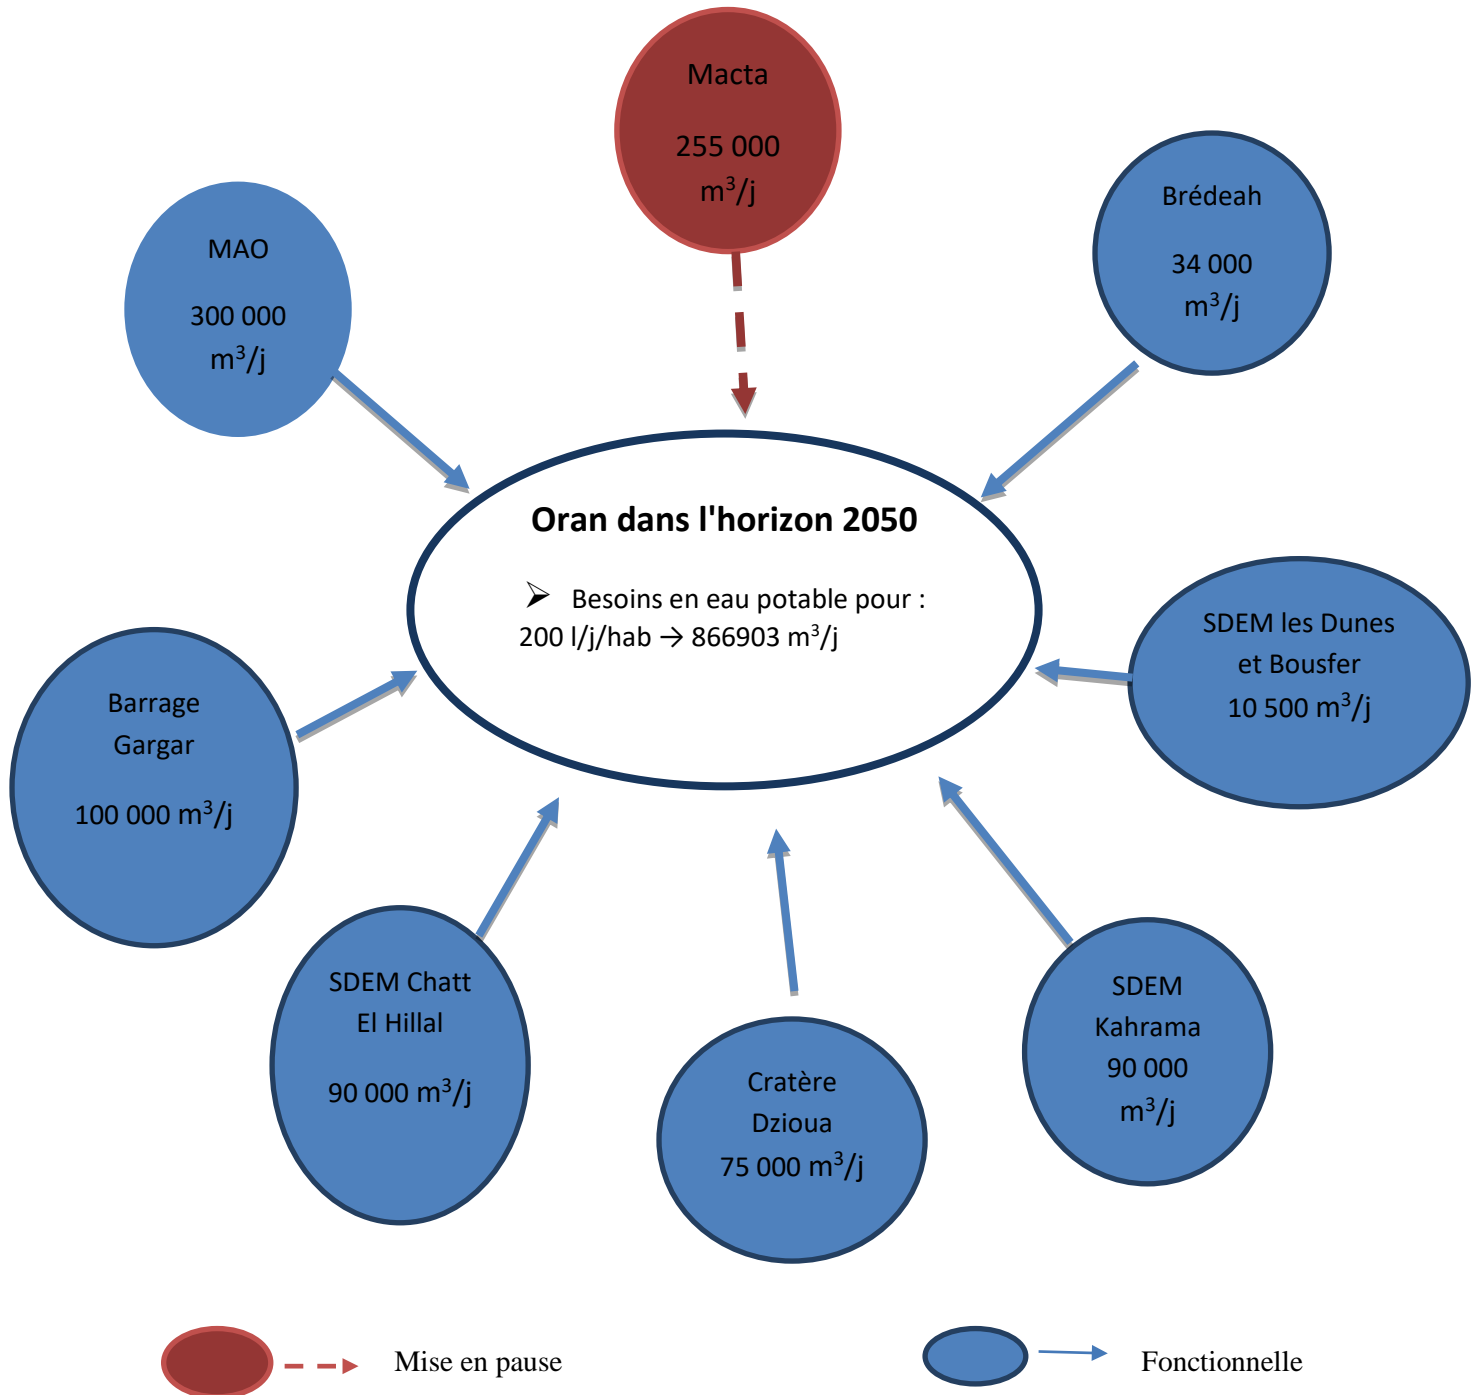 Macta
255 000
m³/j
Brédeah
34 000
m³/j
MAO
300 000
m³/j
Oran dans l'horizon 2050
➢ Besoins en eau potable pour :
200 l/j/hab → 866903 m³/j
SDEM les Dunes
et Bousfer
10 500 m³/j
Barrage
Gargar
100 000 m³/j
SDEM Chatt
El Hillal
90 000 m³/j
Cratère
Dzioua
75 000 m³/j
SDEM
Kahrama
90 000
m³/j
Mise en pause
Fonctionnelle